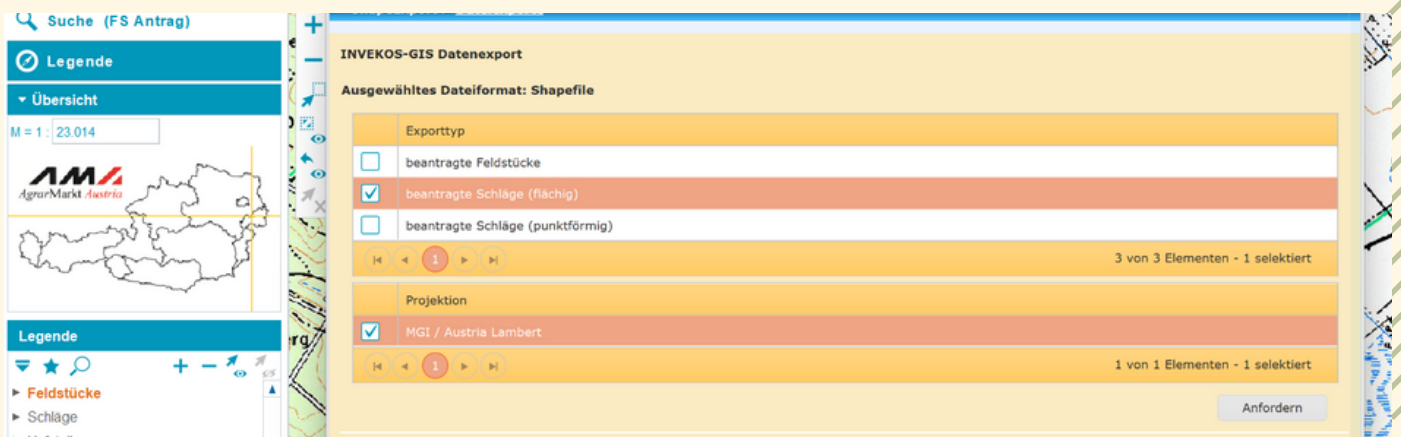 Suche (FS Antrag)
Legende
Übersicht
M = 1 : 23.014
AMA
AgrarMarkt Austria
Legende
Feldstücke
Schläge
INVEKOS-GIS Datenexport
Ausgewähltes Dateiformat: Shapefile
Exporttyp
beantragte Feldstücke
beantragte Schläge (flächig)
beantragte Schläge (punktförmig)
1
3 von 3 Elementen - 1 selektiert
Projektion
MGI / Austria Lambert
1
1 von 1 Elementen - 1 selektiert
Anfordern